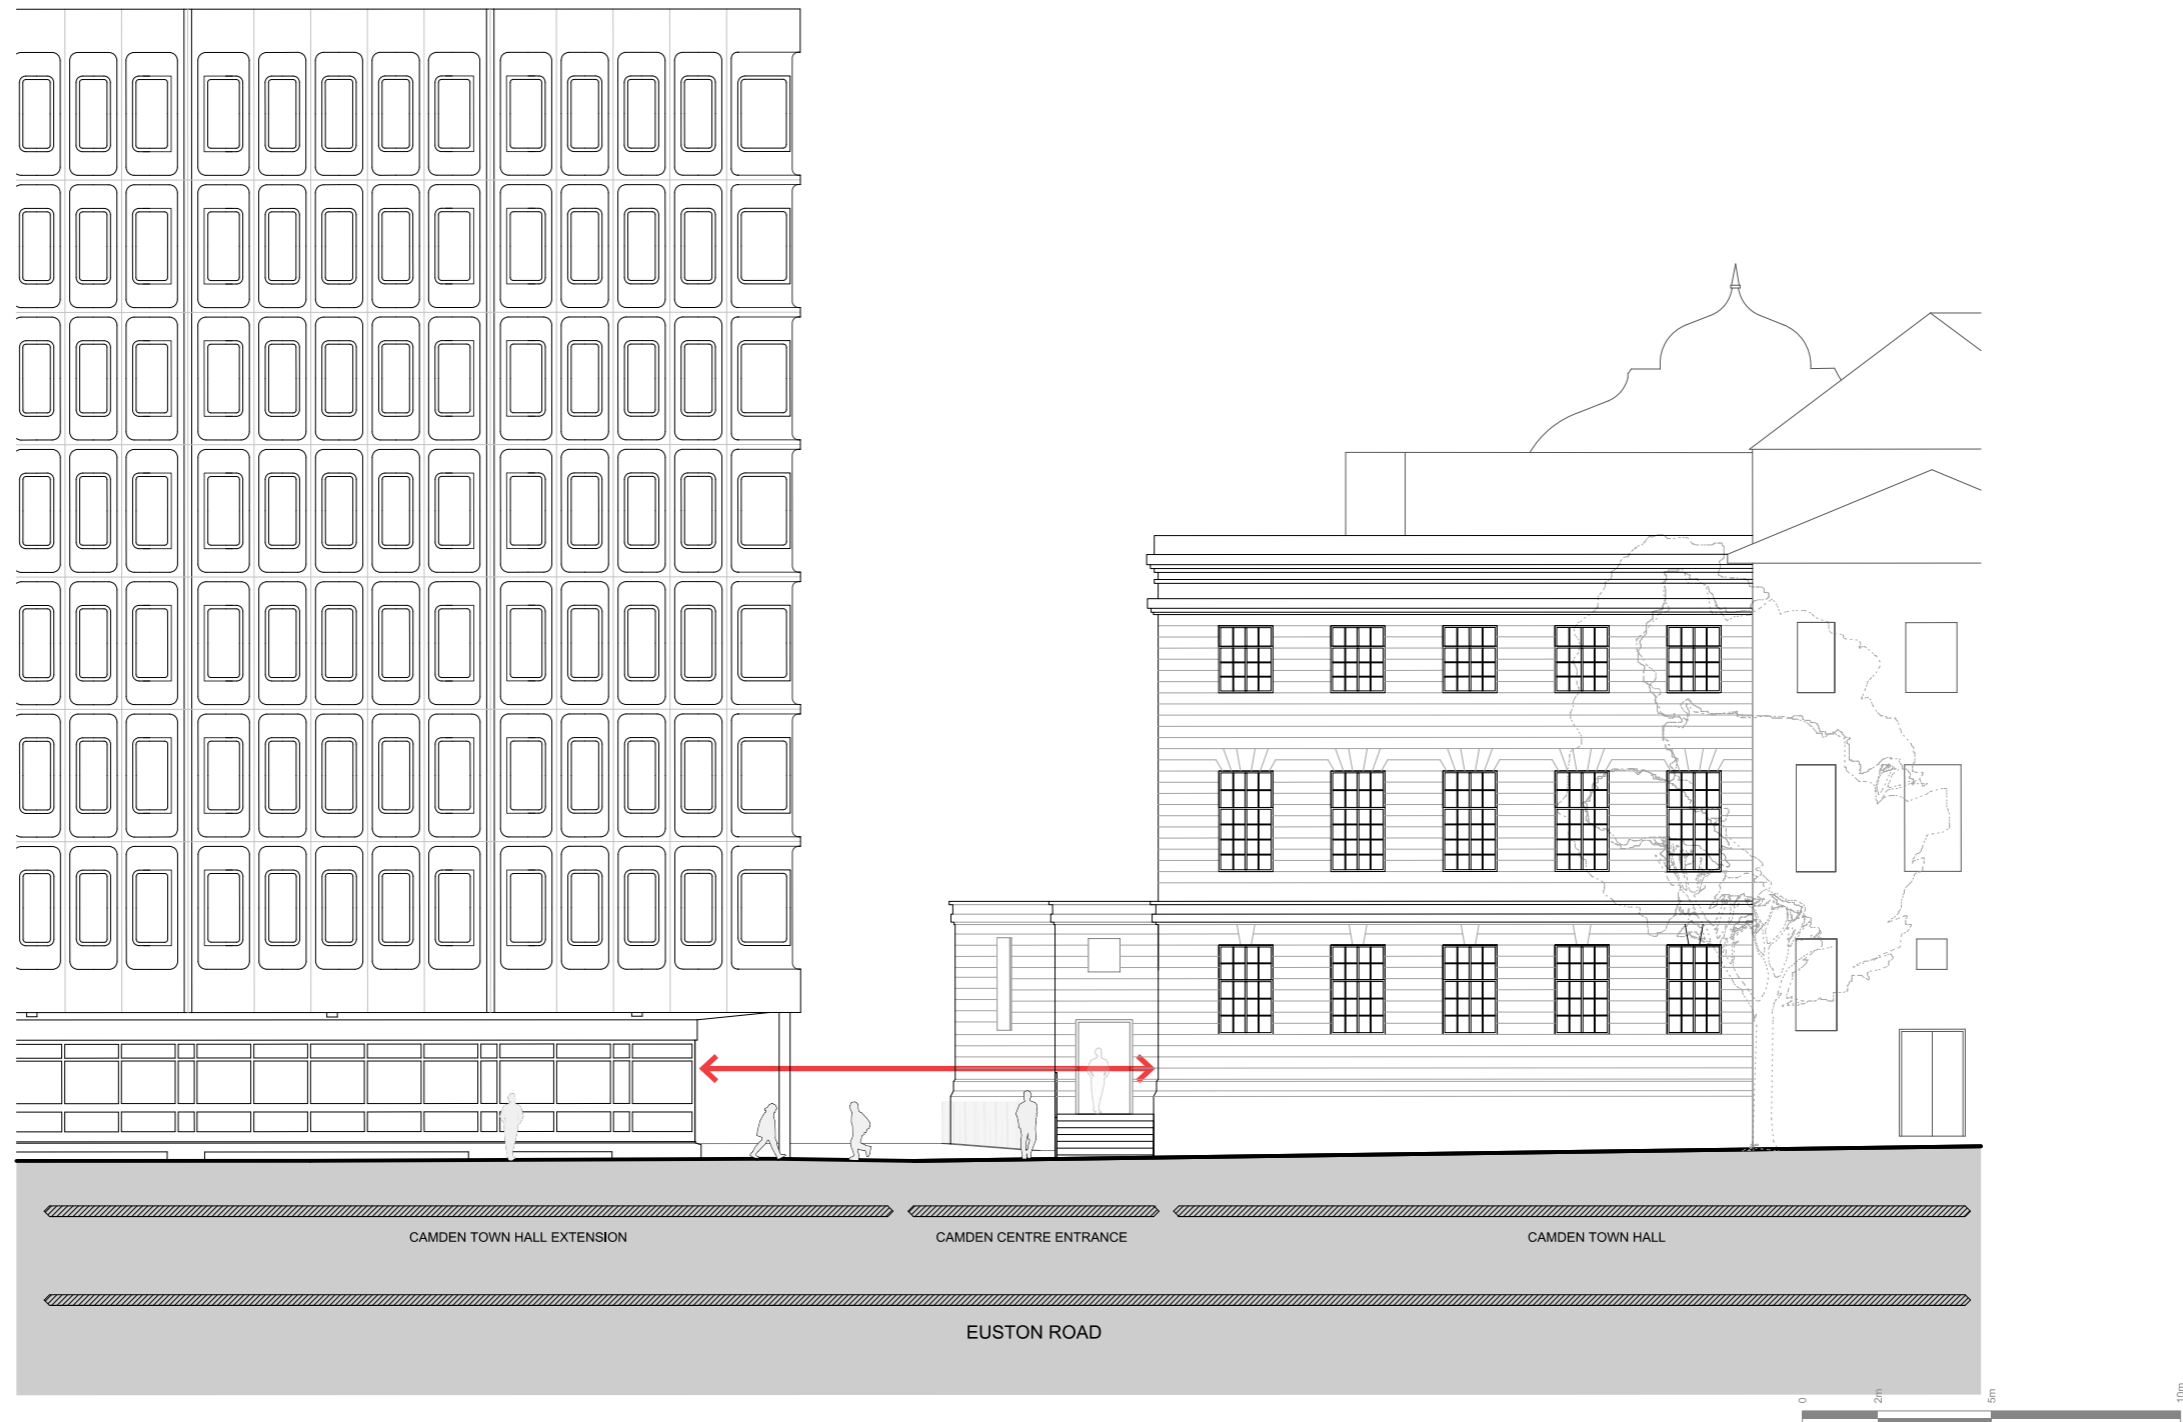 CAMDEN TOWN HALL EXTENSION
CAMDEN CENTRE ENTRANCE
CAMDEN TOWN HALL
EUSTON ROAD
0
2m
5m
10m